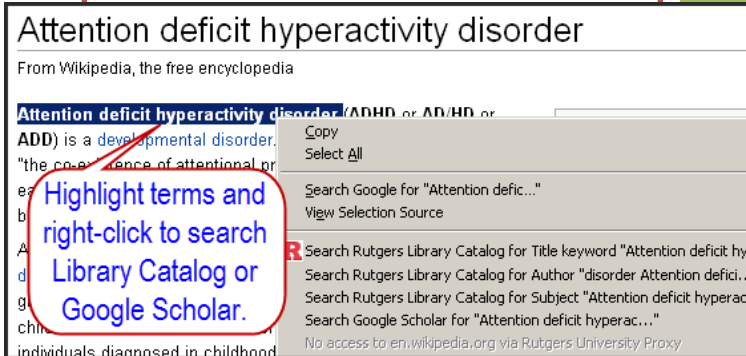 Attention deficit hyperactivity disorder
From Wikipedia, the free encyclopedia
Attention deficit hyperactivity disorder (ADHD or AD/HD or
ADD) is a developmental disorder.
"the co-existence of attentional pr
Highlight terms and
right-click to search
Library Catalog or
Google Scholar.
individuals diagnosed in childhood
Copy
Select All
Search Google for "Attention defic..."
View Selection Source
R Search Rutgers Library Catalog for Title keyword "Attention deficit hy
Search Rutgers Library Catalog for Author "disorder Attention defici..
Search Rutgers Library Catalog for Subject "Attention deficit hyperac
Search Google Scholar for "Attention deficit hyperac..."
No access to en.wikipedia.org via Rutgers University Proxy